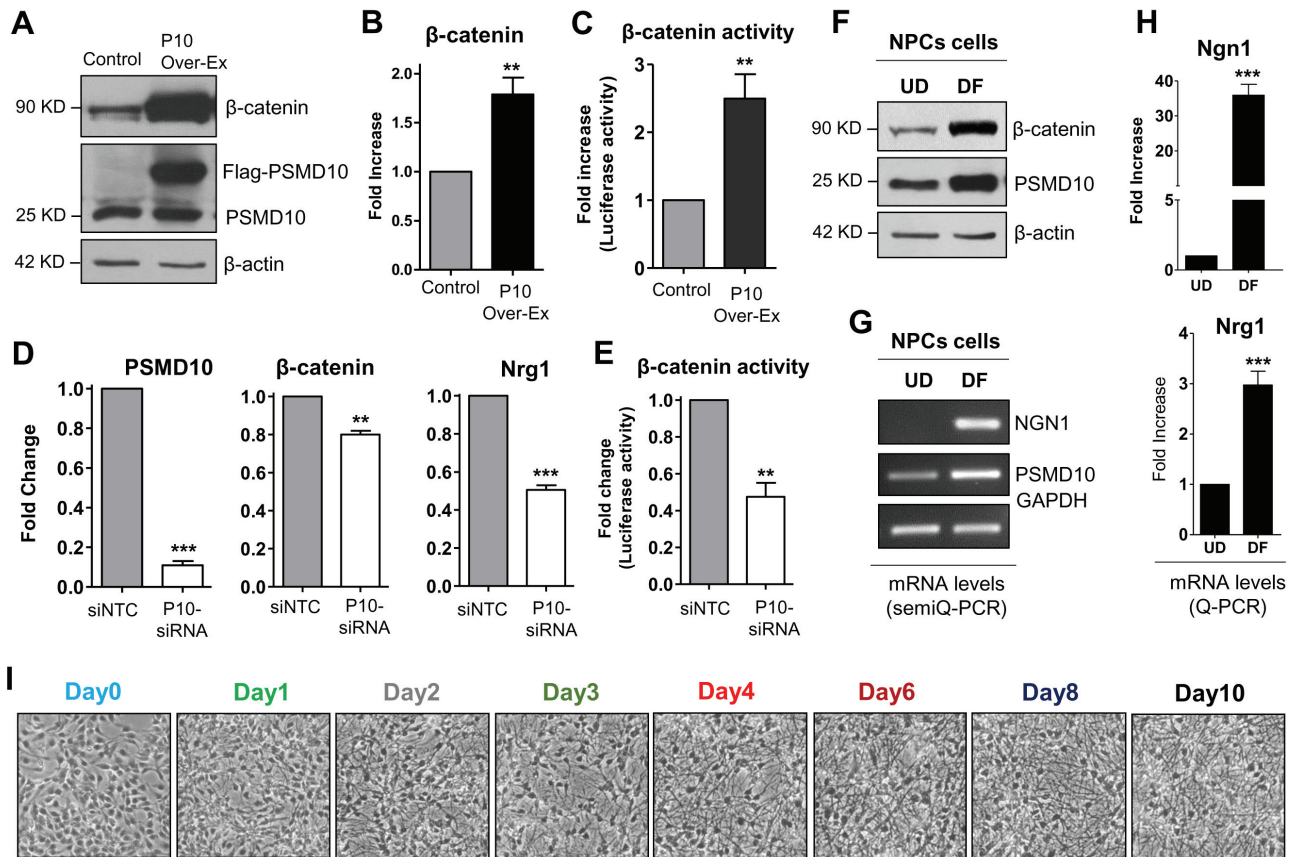 A
Control
P10
Over-Ex
90 KD
β-catenin
Flag-PSMD10
25 KD
PSMD10
42 KD
β-actin
B
β-catenin
Fold Increase
2.0
1.5
1.0
0.5
0.0
**
Control
P10
Over-Ex
C
β-catenin activity
Fold increase
(Luciferase activity)
3
2
1
0
**
Control
P10
Over-Ex
F
NPCs cells
UD DF
90 KD
β-catenin
25 KD
PSMD10
42 KD
β-actin
H
Ngn1
Fold Increase
40
30
20
5
0
***
UD DF
D
PSMD10
Fold Change
1.0
0.8
0.6
0.4
0.2
0.0
***
siNTC
P10-
siRNA
β-catenin
1.0
0.8
0.6
0.4
0.2
0.0
**
siNTC
P10-
siRNA
Nrg1
1.0
0.8
0.6
0.4
0.2
0.0
***
siNTC
P10-
siRNA
E
β-catenin activity
Fold change
(Luciferase activity)
1.0
0.8
0.6
0.4
0.2
0.0
**
siNTC
P10-
siRNA
G
NPCs cells
UD DF
NGN1
PSMD10
GAPDH
mRNA levels
(semiQ-PCR)
Nrg1
Fold Increase
4
3
2
1
0
***
UD DF
mRNA levels
(Q-PCR)
I
Day0 Day1 Day2 Day3 Day4 Day6 Day8 Day10